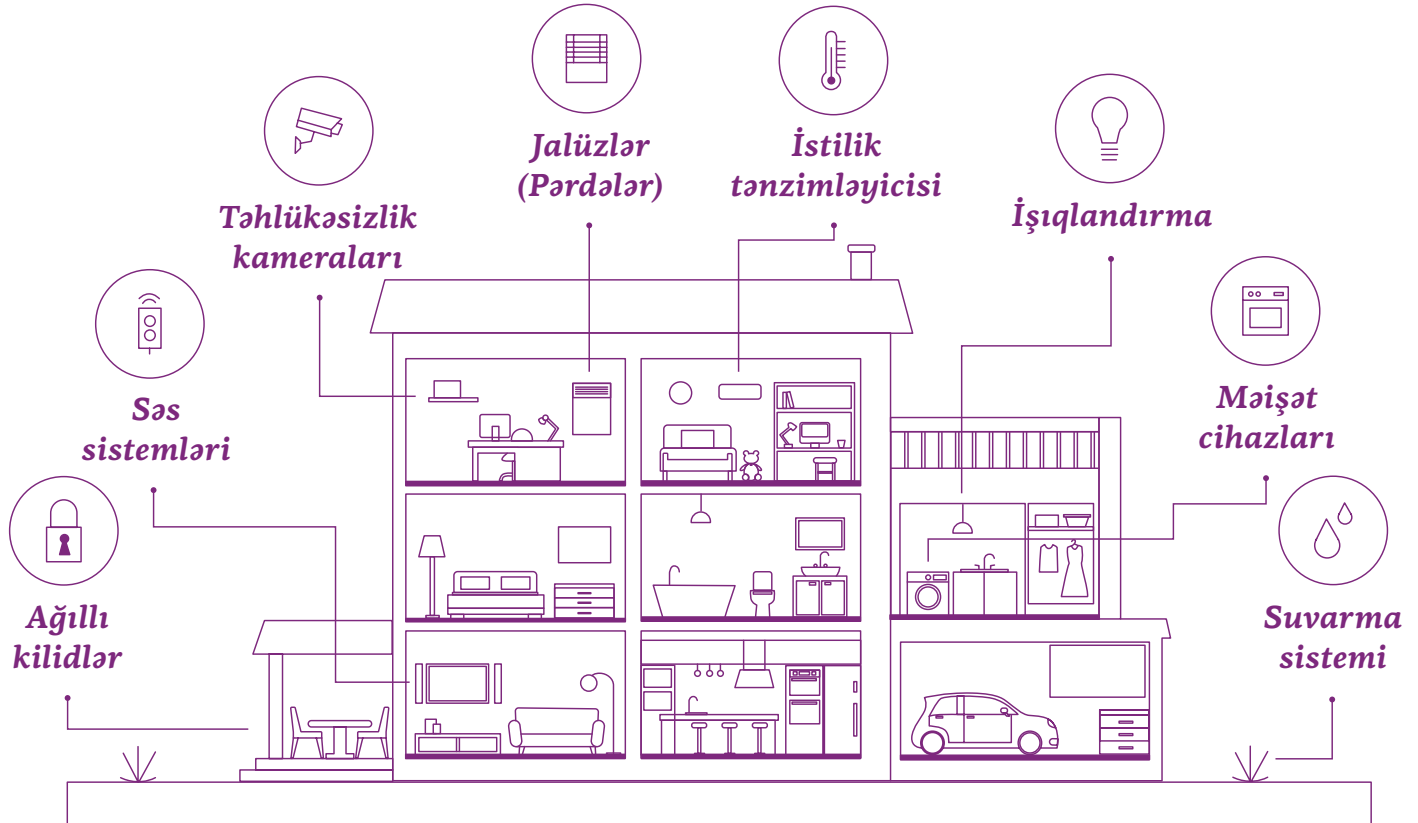 Jalüzlər
(Pərdələr)
İstilik
tənzimləyicisi
Təhlükəsizlik
kameraları
İşıqlandırma
Səs
sistemləri
Məişət
cihazları
Ağıllı
kilidlər
Suvarma
sistemi